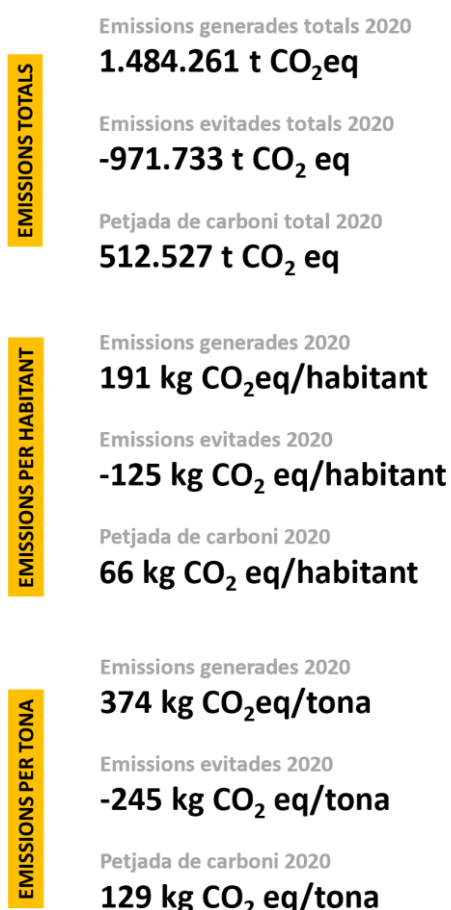 EMISSIONS TOTALS
Emissions generades totals 2020
1.484.261 t CO₂eq
Emissions evitades totals 2020
-971.733 t CO₂ eq
Petjada de carboni total 2020
512.527 t CO₂ eq
EMISSIONS PER HABITANT
Emissions generades 2020
191 kg CO₂eq/habitant
Emissions evitades 2020
-125 kg CO₂ eq/habitant
Petjada de carboni 2020
66 kg CO₂ eq/habitant
EMISSIONS PER TONA
Emissions generades 2020
374 kg CO₂eq/tona
Emissions evitades 2020
-245 kg CO₂ eq/tona
Petjada de carboni 2020
129 kg CO₂ eq/tona